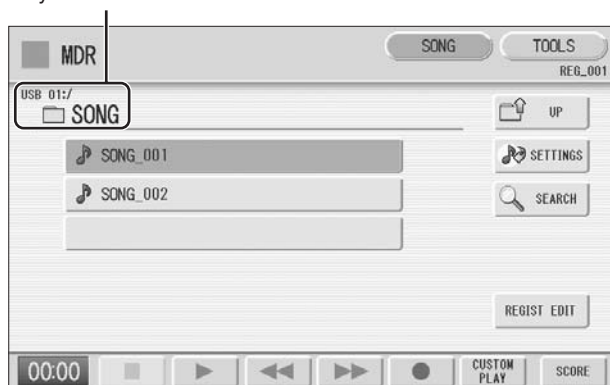 MDR
SONG
TOOLS
REG_001
USB 01:/
SONG
UP
SONG_001
SETTINGS
SONG_002
SEARCH
REGIST EDIT
00:00
CUSTOM
PLAY
SCORE